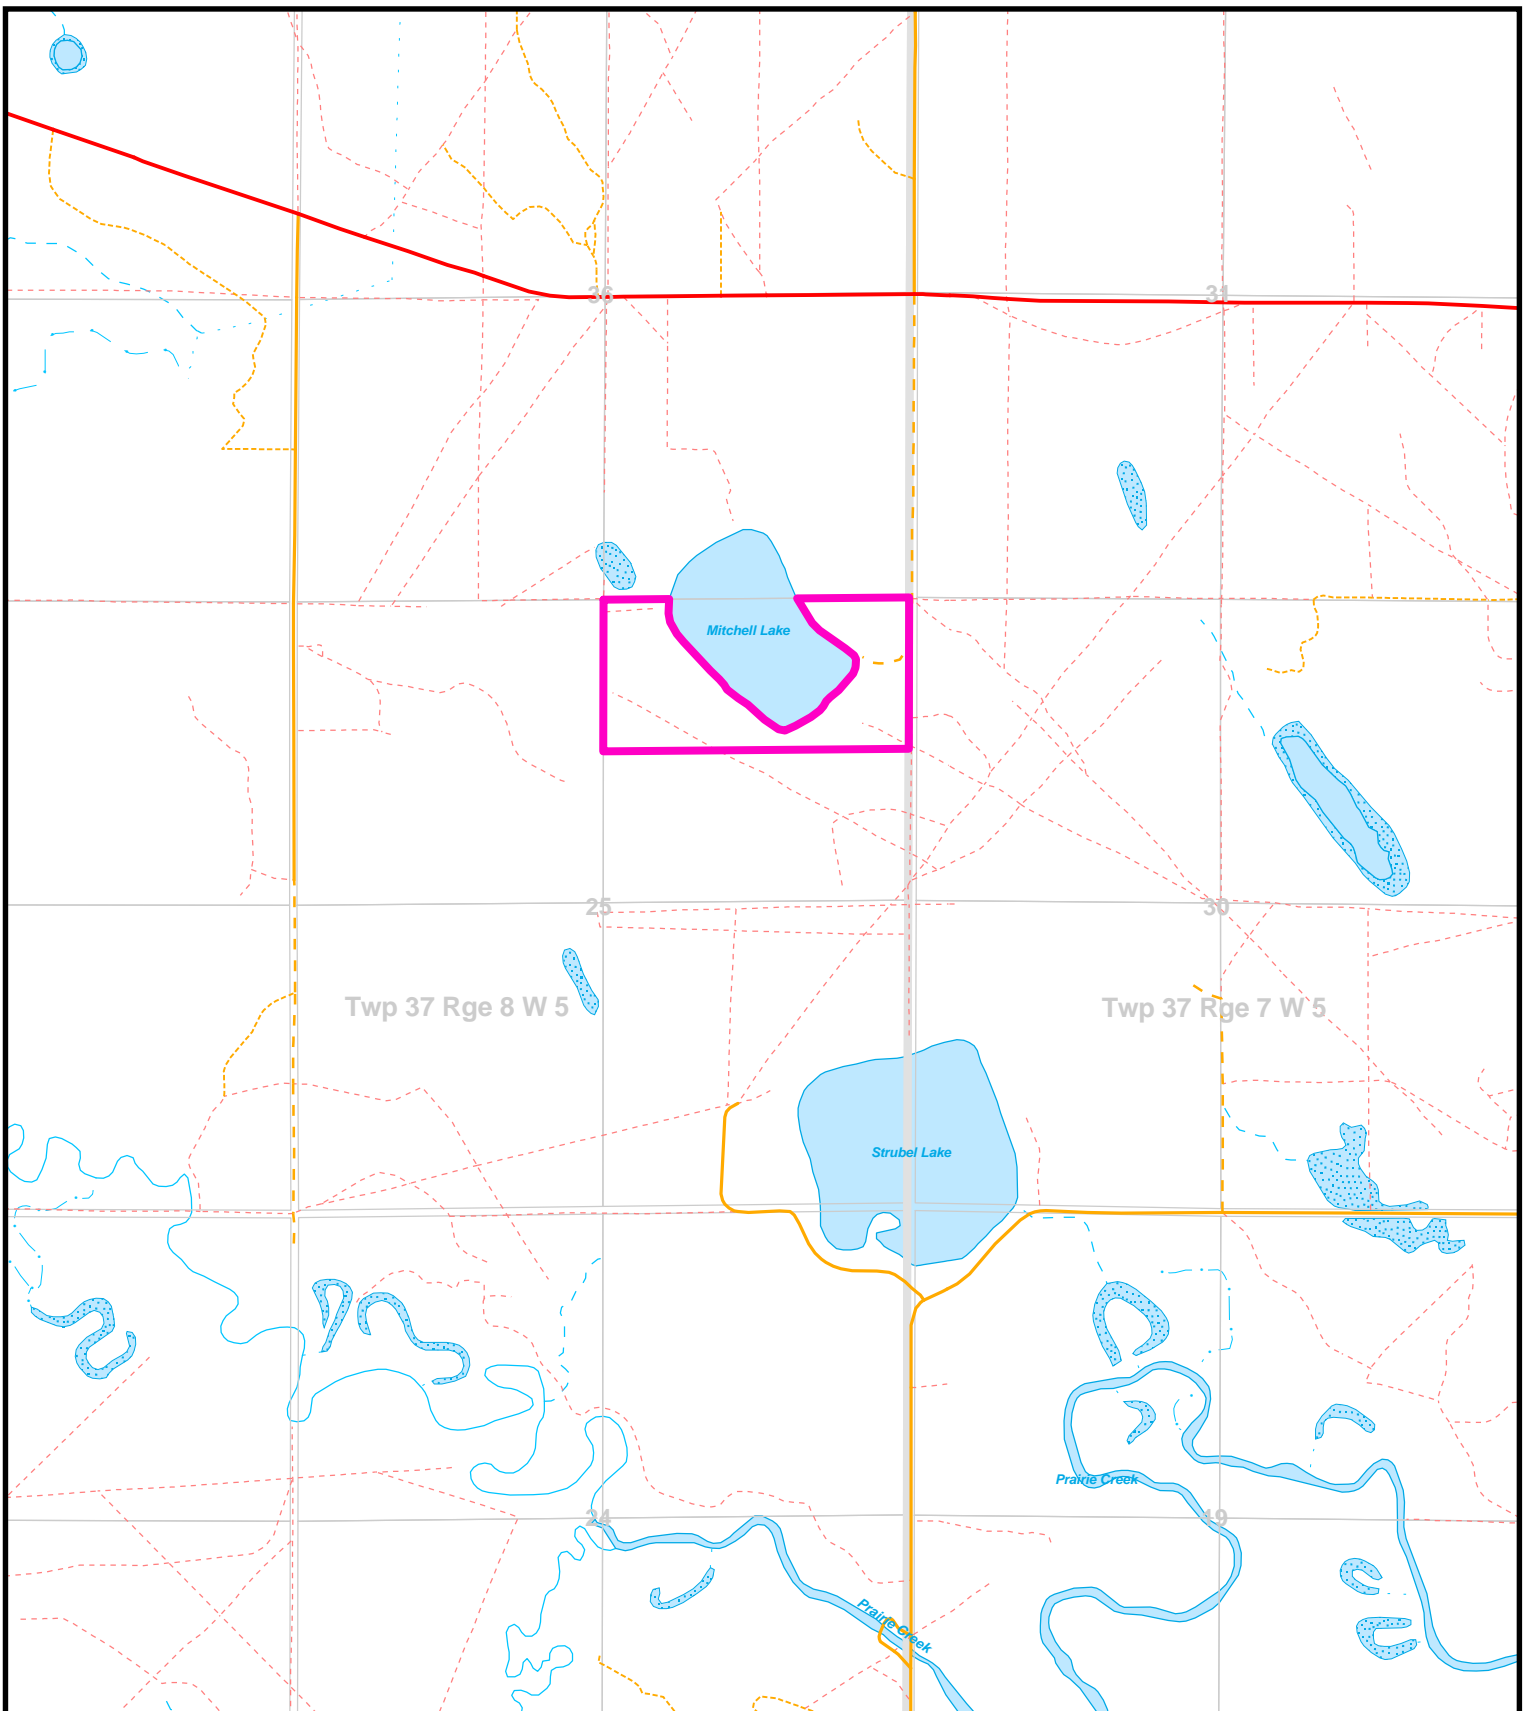 36
31
Mitchell Lake
25
30
Twp 37 Rge 8 W 5
Twp 37 Rge 7 W 5
Strubel Lake
Prairie Creek
24
19
Prairie Creek